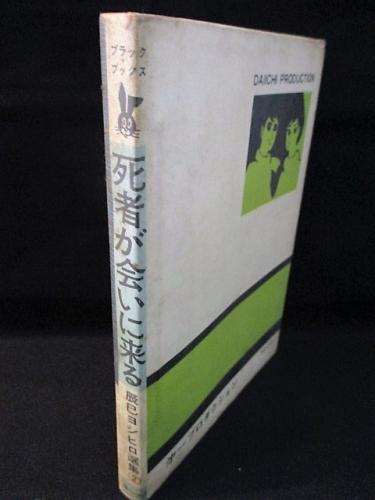 ブラック
ブックス
死者が会いに来る
辰巳ヨシヒロ選集
DAIICHI PRODUCTION
第一プロダクション